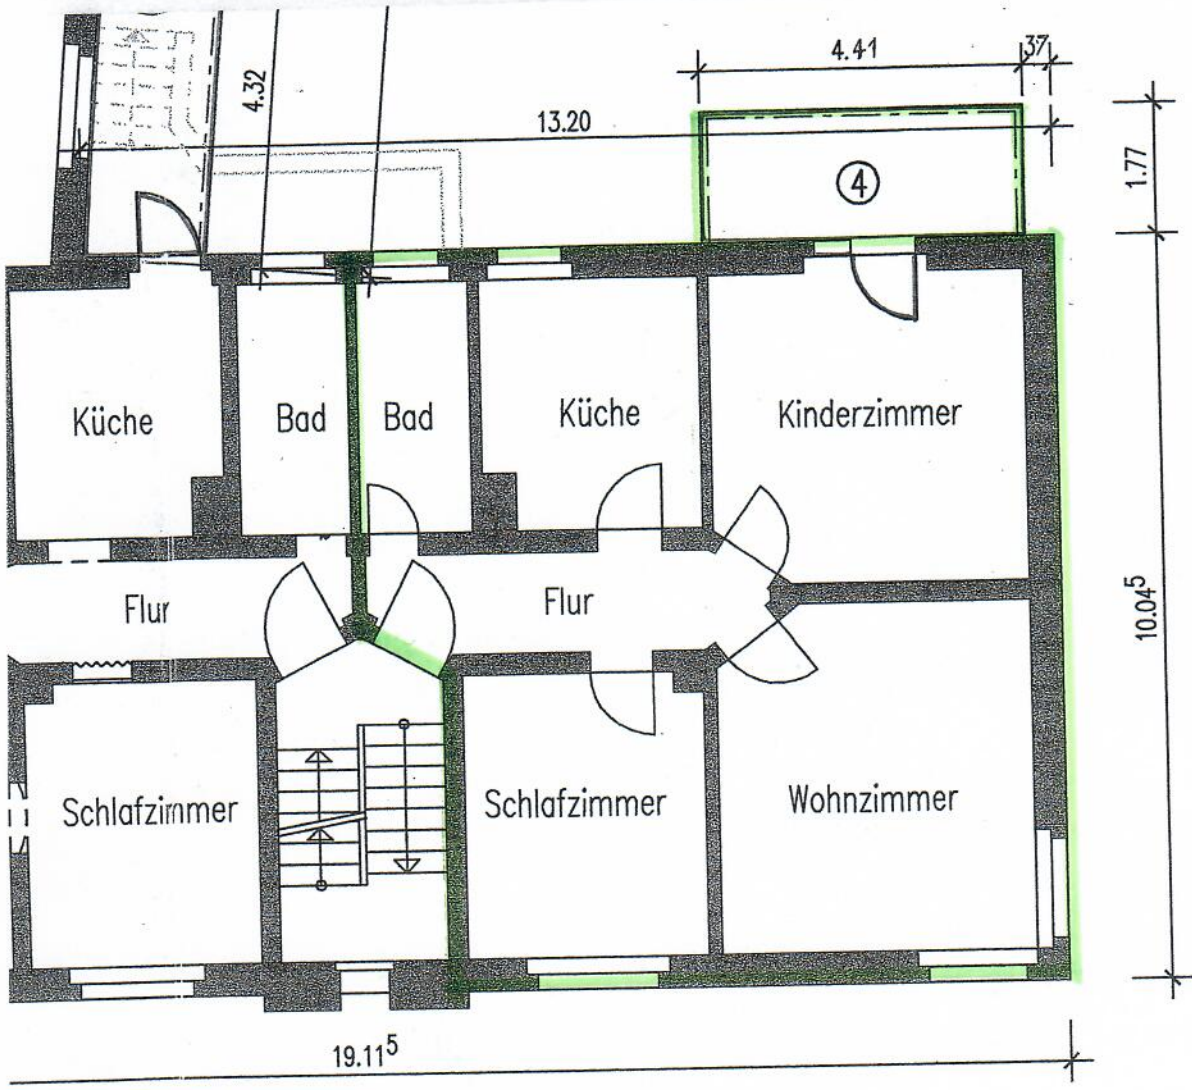 4.41
37
4.32
13.20
1.77
4
Küche
Bad
Bad
Küche
Kinderzimmer
Flur
Flur
10.04⁵
Schlafzimmer
Schlafzimmer
Wohnzimmer
19.11⁵